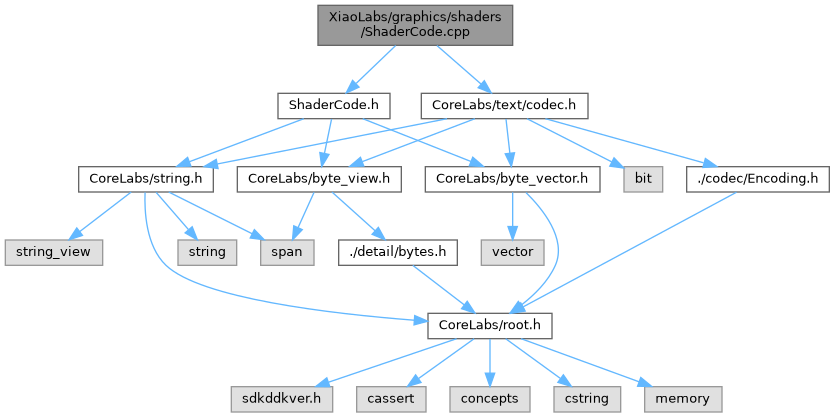 XiaoLabs/graphics/shaders
/ShaderCode.cpp
ShaderCode.h
CoreLabs/text/codec.h
CoreLabs/string.h
CoreLabs/byte_view.h
CoreLabs/byte_vector.h
bit
./codec/Encoding.h
string_view
string
span
./detail/bytes.h
vector
CoreLabs/root.h
sdkddkver.h
cassert
concepts
cstring
memory